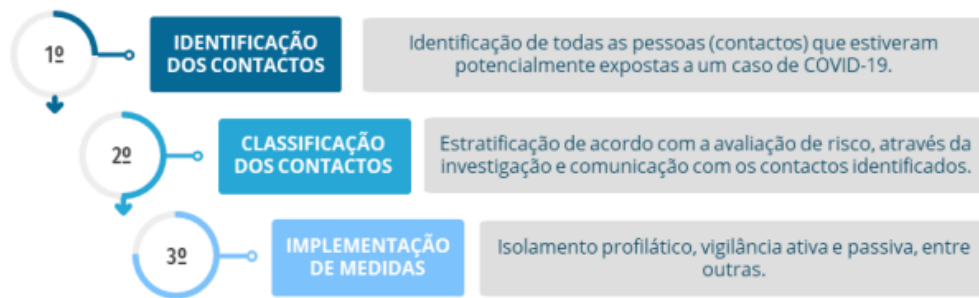 1º
IDENTIFICAÇÃO
DOS CONTACTOS
Identificação de todas as pessoas (contactos) que estiveram
potencialmente expostas a um caso de COVID-19.
2º
CLASSIFICAÇÃO
DOS CONTACTOS
Estratificação de acordo com a avaliação de risco, através da
investigação e comunicação com os contactos identificados.
3º
IMPLEMENTAÇÃO
DE MEDIDAS
Isolamento profilático, vigilância ativa e passiva, entre
outras.